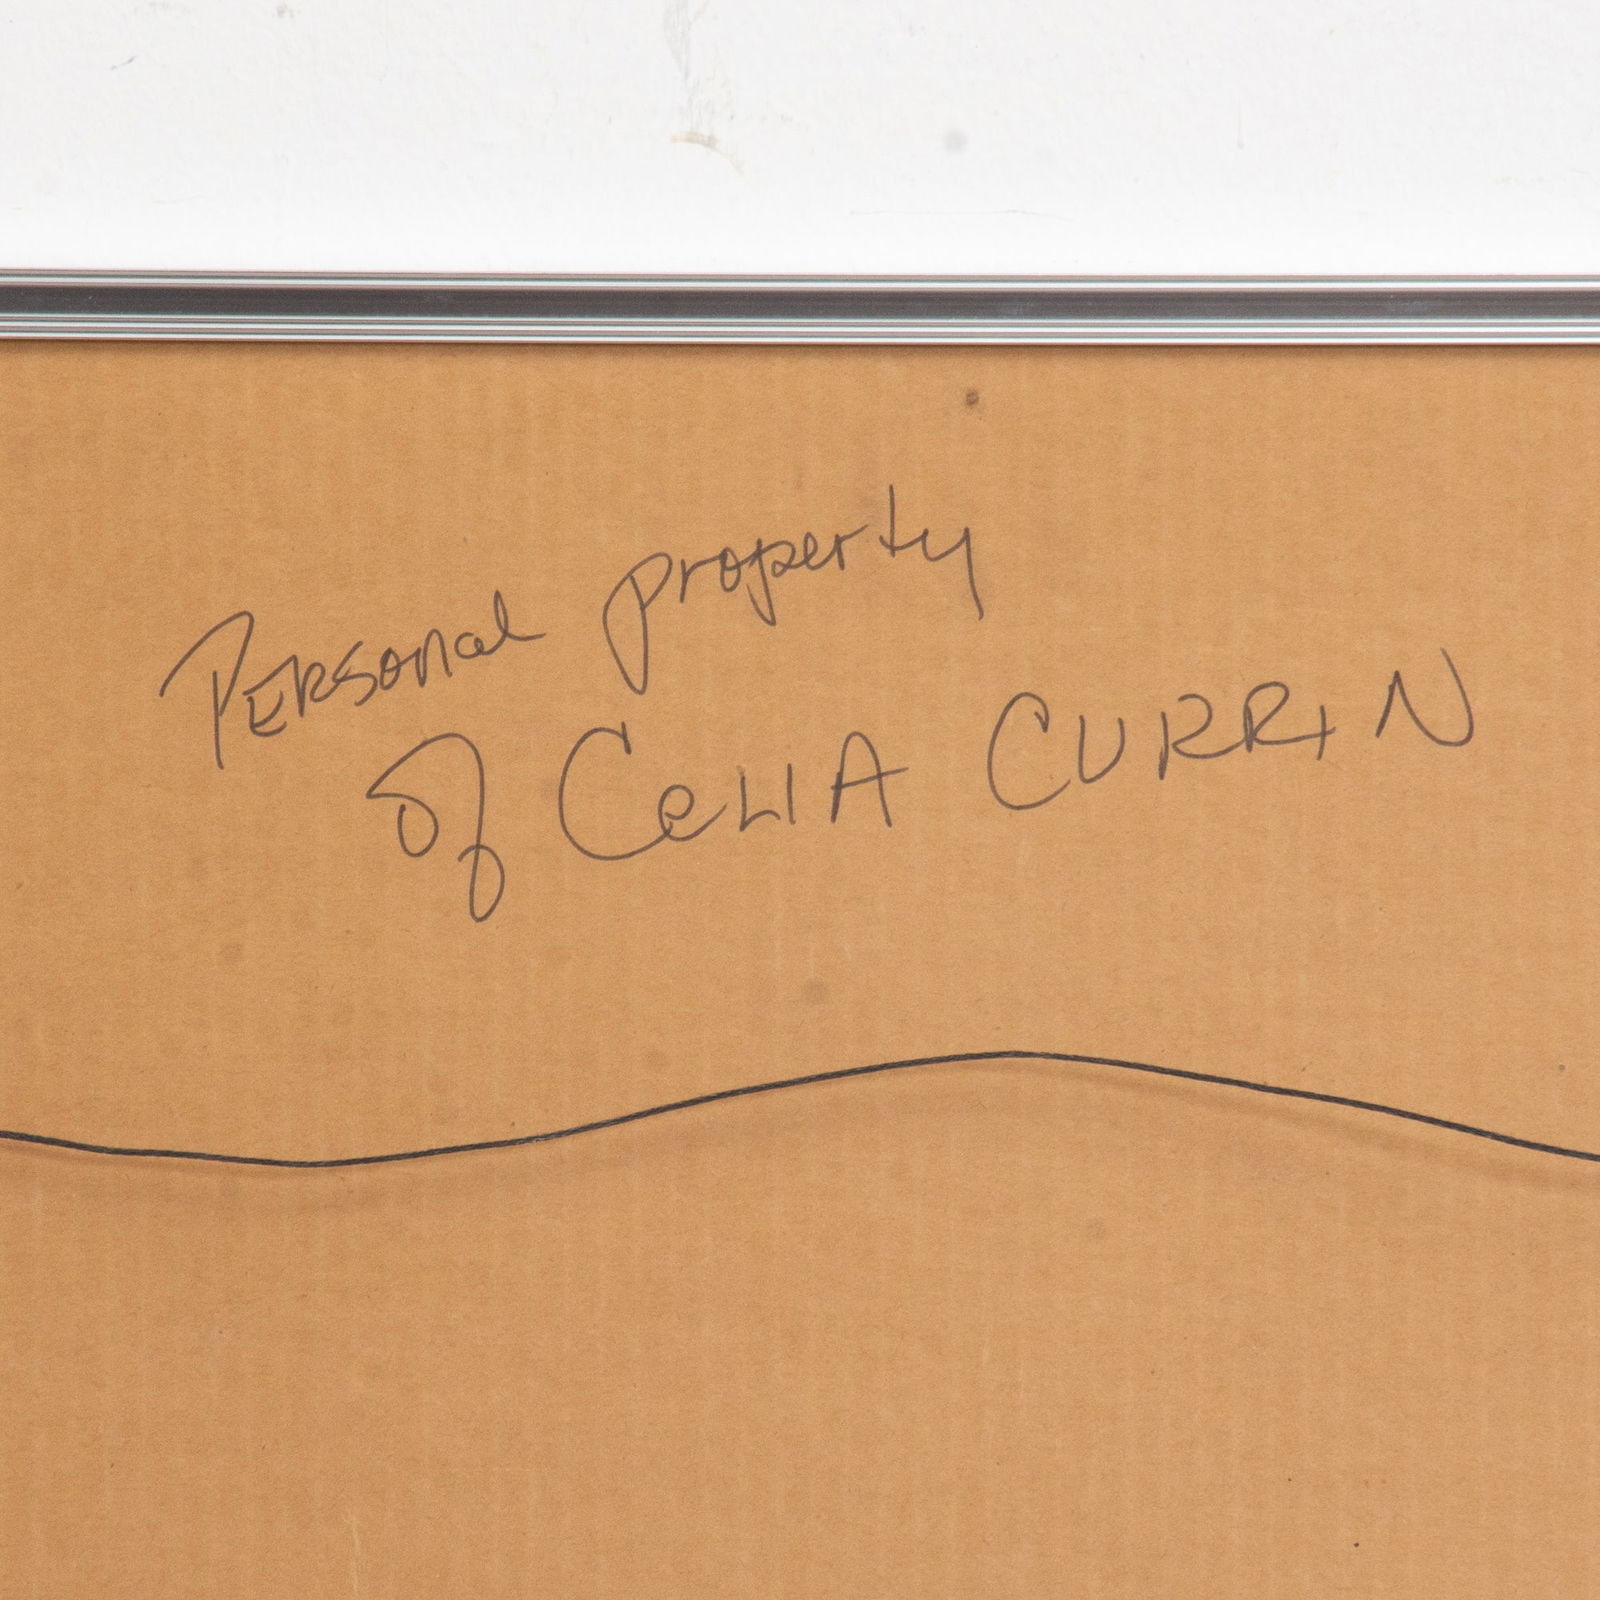 Personal property
of Celia Currin